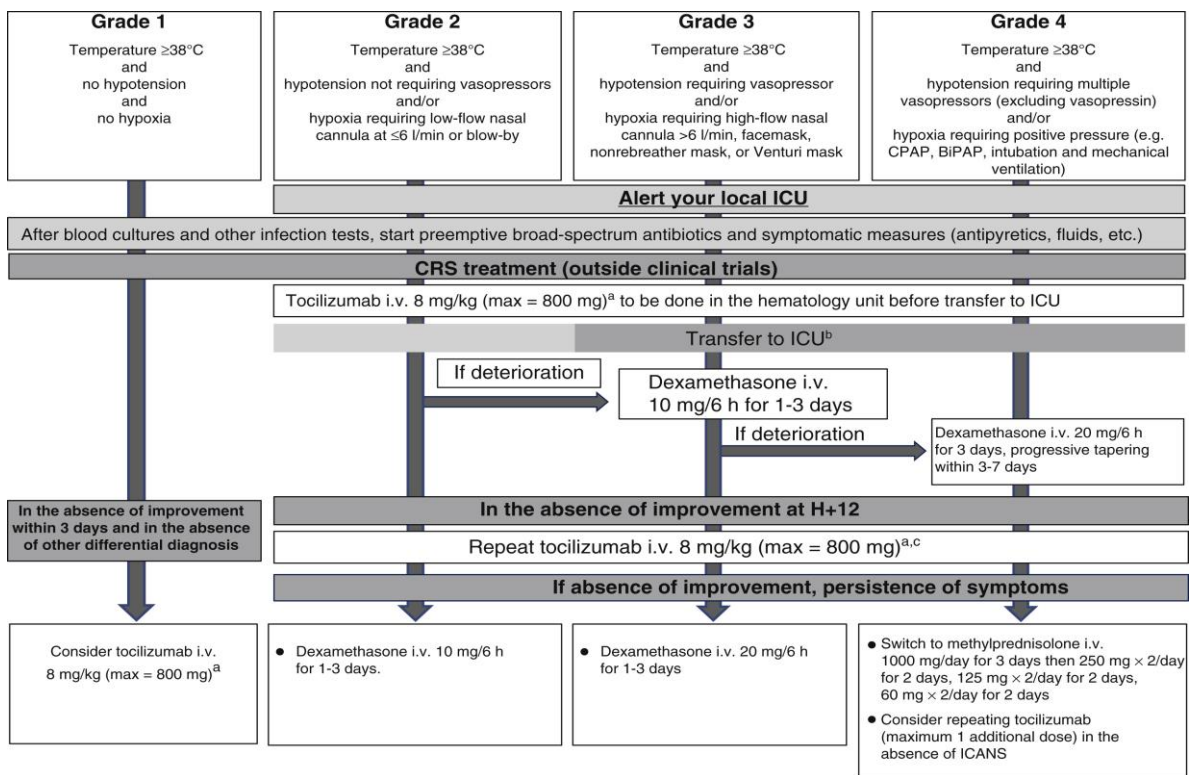 Grade 1
Temperature ≥38°C
and
no hypotension
and
no hypoxia
Grade 2
Temperature ≥38°C
and
hypotension not requiring vasopressors
and/or
hypoxia requiring low-flow nasal
cannula at ≤6 l/min or blow-by
Grade 3
Temperature ≥38°C
and
hypotension requiring vasopressor
and/or
hypoxia requiring high-flow nasal
cannula >6 l/min, facemask,
nonrebreather mask, or Venturi mask
Grade 4
Temperature ≥38°C
and
hypotension requiring multiple
vasopressors (excluding vasopressin)
and/or
hypoxia requiring positive pressure (e.g.
CPAP, BiPAP, intubation and mechanical
ventilation)
Alert your local ICU
After blood cultures and other infection tests, start preemptive broad-spectrum antibiotics and symptomatic measures (antipyretics, fluids, etc.)
CRS treatment (outside clinical trials)
Tocilizumab i.v. 8 mg/kg (max = 800 mg)a to be done in the hematology unit before transfer to ICU
Transfer to ICUb
If deterioration
Dexamethasone i.v.
10 mg/6 h for 1-3 days
If deterioration
Dexamethasone i.v. 20 mg/6 h
for 3 days, progressive tapering
within 3-7 days
In the absence of improvement
within 3 days and in the absence
of other differential diagnosis
In the absence of improvement at H+12
Repeat tocilizumab i.v. 8 mg/kg (max = 800 mg)a,c
If absence of improvement, persistence of symptoms
Consider tocilizumab i.v.
8 mg/kg (max = 800 mg)a
● Dexamethasone i.v. 10 mg/6 h
for 1-3 days.
● Dexamethasone i.v. 20 mg/6 h
for 1-3 days
● Switch to methylprednisolone i.v.
1000 mg/day for 3 days then 250 mg × 2/day
for 2 days, 125 mg × 2/day for 2 days,
60 mg × 2/day for 2 days
● Consider repeating tocilizumab
(maximum 1 additional dose) in the
absence of ICANS